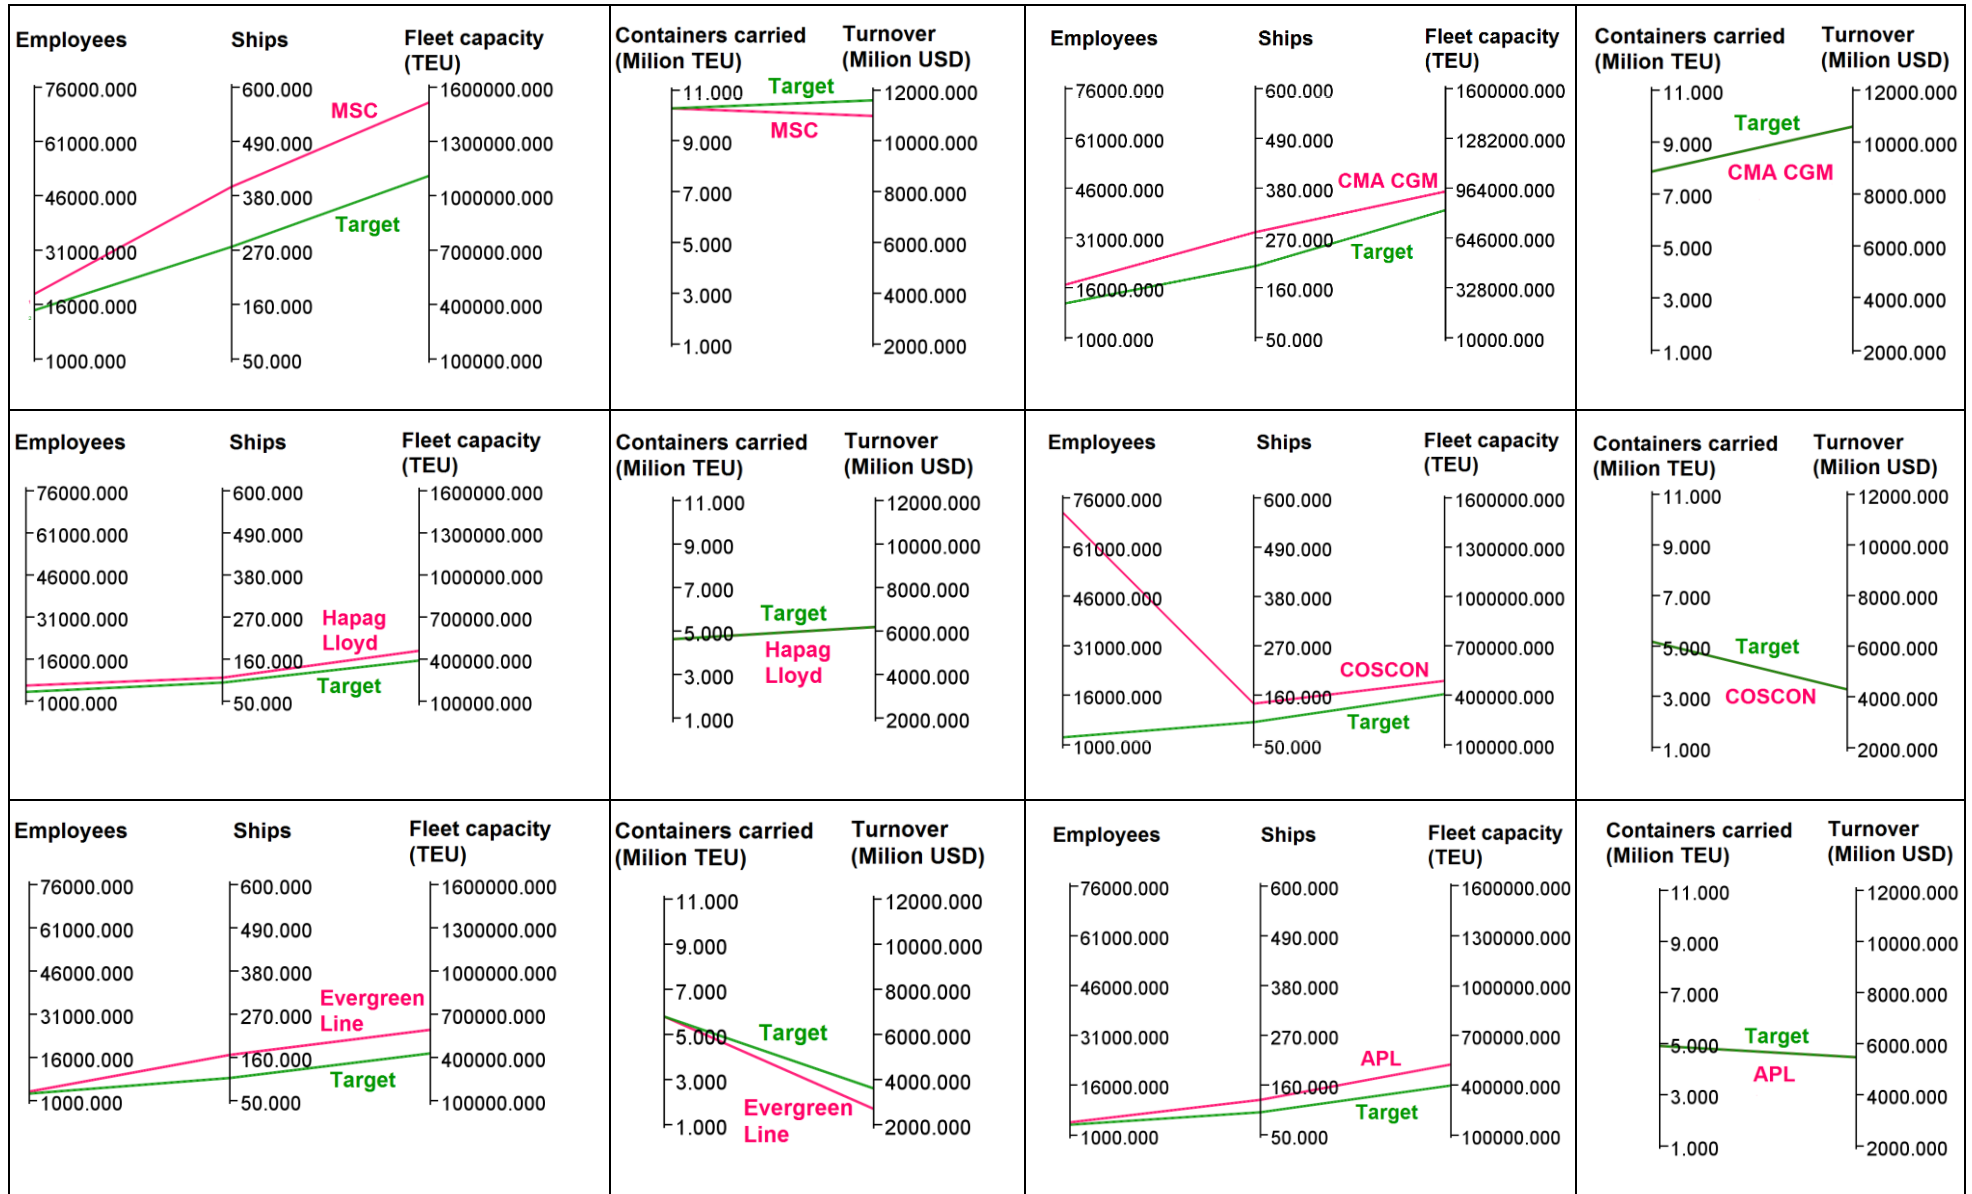 Employees
Ships
Fleet capacity
(TEU)
76000.000
600.000
1600000.000
MSC
61000.000
490.000
1300000.000
46000.000
380.000
1000000.000
Target
31000.000
270.000
700000.000
16000.000
160.000
400000.000
1000.000
50.000
100000.000
Containers carried
(Milion TEU)
Turnover
(Milion USD)
Target
11.000
12000.000
MSC
9.000
10000.000
7.000
8000.000
5.000
6000.000
3.000
4000.000
1.000
2000.000
Employees
Ships
Fleet capacity
(TEU)
76000.000
600.000
1600000.000
61000.000
490.000
1282000.000
CMA CGM
46000.000
380.000
964000.000
31000.000
270.000
646000.000
Target
16000.000
160.000
328000.000
1000.000
50.000
10000.000
Containers carried
(Milion TEU)
Turnover
(Milion USD)
11.000
12000.000
Target
9.000
10000.000
CMA CGM
7.000
8000.000
5.000
6000.000
3.000
4000.000
1.000
2000.000
Employees
Ships
Fleet capacity
(TEU)
76000.000
600.000
1600000.000
61000.000
490.000
1300000.000
46000.000
380.000
1000000.000
31000.000
270.000
700000.000
Hapag
Lloyd
16000.000
160.000
400000.000
Target
1000.000
50.000
100000.000
Containers carried
(Milion TEU)
Turnover
(Milion USD)
11.000
12000.000
9.000
10000.000
7.000
8000.000
Target
5.000
6000.000
Hapag
Lloyd
3.000
4000.000
1.000
2000.000
Employees
Ships
Fleet capacity
(TEU)
76000.000
600.000
1600000.000
61000.000
490.000
1300000.000
46000.000
380.000
1000000.000
31000.000
270.000
700000.000
COSCON
16000.000
160.000
400000.000
Target
1000.000
50.000
100000.000
Containers carried
(Milion TEU)
Turnover
(Milion USD)
11.000
12000.000
9.000
10000.000
7.000
8000.000
Target
5.000
6000.000
COSCON
3.000
4000.000
1.000
2000.000
Employees
Ships
Fleet capacity
(TEU)
76000.000
600.000
1600000.000
61000.000
490.000
1300000.000
46000.000
380.000
1000000.000
Evergreen
Line
31000.000
270.000
700000.000
16000.000
160.000
400000.000
Target
1000.000
50.000
100000.000
Containers carried
(Milion TEU)
Turnover
(Milion USD)
11.000
12000.000
9.000
10000.000
7.000
8000.000
Target
5.000
6000.000
3.000
4000.000
Evergreen
Line
1.000
2000.000
Employees
Ships
Fleet capacity
(TEU)
76000.000
600.000
1600000.000
61000.000
490.000
1300000.000
46000.000
380.000
1000000.000
31000.000
270.000
700000.000
APL
16000.000
160.000
400000.000
Target
1000.000
50.000
100000.000
Containers carried
(Milion TEU)
Turnover
(Milion USD)
11.000
12000.000
9.000
10000.000
7.000
8000.000
Target
5.000
6000.000
APL
3.000
4000.000
1.000
2000.000